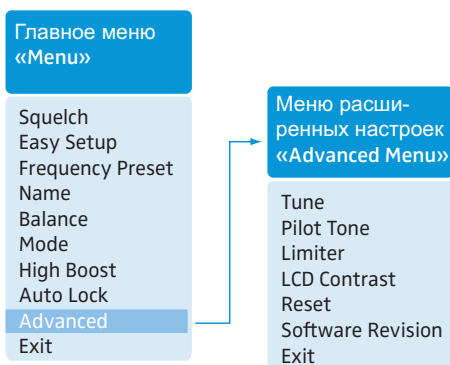 Главное меню
«Menu»
Squelch
Easy Setup
Frequency Preset
Name
Balance
Mode
High Boost
Auto Lock
Advanced
Exit
Меню расши-
ренных настроек
«Advanced Menu»
Tune
Pilot Tone
Limiter
LCD Contrast
Reset
Software Revision
Exit